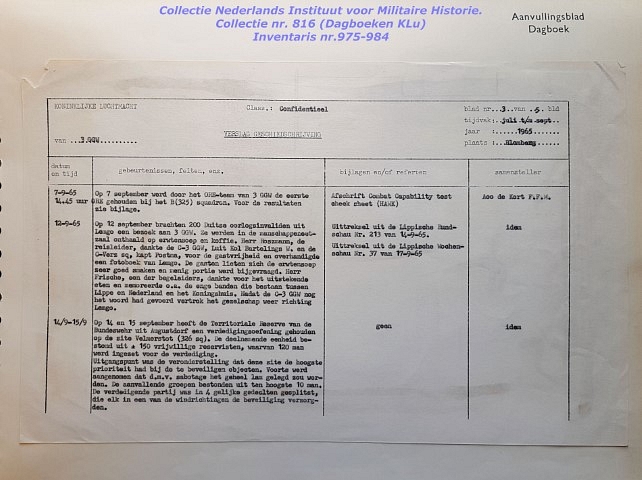 Collectie Nederlands Instituut voor Militaire Historie.
Collectie nr. 816 (Dagboeken KLu)
Inventaris nr.975-984
Aanvullingsblad
Dagboek
KONINKLIJKE LUCHTMACHT
Class.: Confidentieel
blad nr...3..van ..5. bld
tijdvak: juli t/m sept.
jaar : 1965
plaats : Blomberg
VERSLAG GESCHIEDSCHRIJVING
van ..3 GGW..........
datum en tijd
gebeurtenissen, feiten, enz.
bijlagen en/of referten
samensteller
7-9-65
14.45 uur
Op 7 september werd door het ORE-team van 3 GGW de eerste
ORE gehouden bij het B(325) squadron. Voor de resultaten
zie bijlage.
Afschrift Combat Capability test
check sheet (HAWK)
Aoo de Kort F.F.M.
12-9-65
Op 12 september brachten 200 Duitse oorlogsinvaliden uit
Lemgo een bezoek aan 3 GGW. Ze werden in de manschappeneet-
zaal onthaald op erwtensoep en koffie. Herr Hoszmann, de
reisleider, dankte de C-3 GGW, Luit Kol Bartelings W. en de
C-Vers sq, kapt Postma, voor de gastvrijheid en overhandigde
een fotoboek van Lemgo. De gasten lieten zich de erwtensoep
zeer goed smaken en menig portie werd bijgevraagd. Herr
Frische, een der begeleiders, dankte voor het uitstekende
eten en memoreerde o.a. de enge banden die bestaan tussen
Lippe en Nederland en het Koningshuis. Nadat de C-3 GGW nog
het woord had gevoerd vertrok het gezelschap weer richting
Lemgo.
Uittreksel uit de Lippische Rund-
schau Nr. 213 van 14-9-65.
Uittreksel uit de Lippische Wochen-
schau Nr. 37 van 17-9-65
idem
14/9-15/9
Op 14 en 15 september heeft de Territoriale Reserve van de
Bundeswehr uit Augustdorf een verdedigingsoefening gehouden
op de site Velmerstot (326 sq). De deelnemende eenheid be-
stond uit ± 150 vrijwillige reservisten, waarvan 120 man
werd ingezet voor de verdediging.
Uitgangspunt was de veronderstelling dat deze site de hoogste
prioriteit had bij de te beveiligen objecten. Voorts werd
aangenomen dat d.m.v. sabotage het geheel lam gelegd zou wor-
den. De aanvallende groepen bestonden uit ten hoogste 10 man.
De verdedigende partij was in 4 gelijke gedeelten gesplitst,
die elk in een van de windrichtingen de beveiliging verzorg-
den.
geen
idem